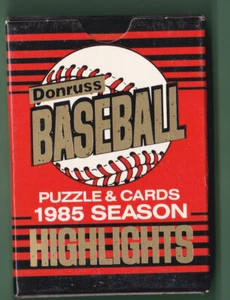 Donruss
BASEBALL
PUZZLE & CARDS
1985 SEASON
HIGHLIGHTS